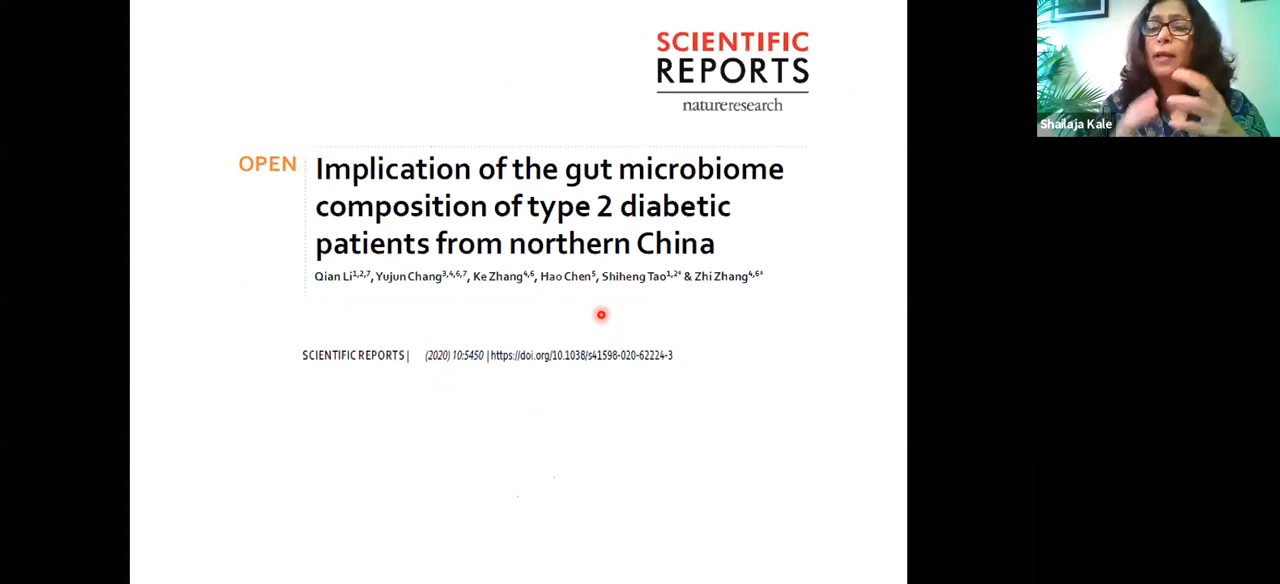 SCIENTIFIC
REPORTS
natureresearch
OPEN
Implication of the gut microbiome
composition of type 2 diabetic
patients from northern China
Qian Li1,2,7, Yujun Chang3,4,6,7, Ke Zhang4,6, Hao Chen5, Shiheng Tao1,2* & Zhi Zhang4,6*
SCIENTIFIC REPORTS | (2020) 10:5450 | https://doi.org/10.1038/s41598-020-62224-3
Shailaja Kale